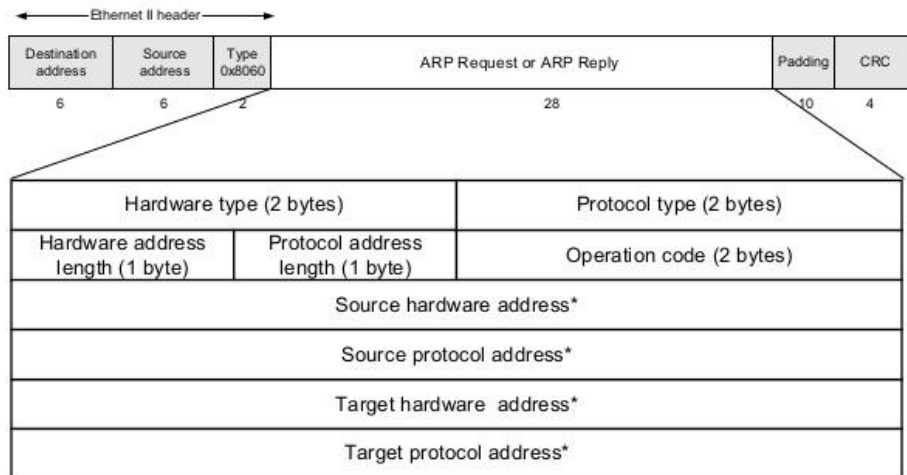 Ethernet II header
Destination address
Source address
Type 0x8060
ARP Request or ARP Reply
Padding
CRC
6
6
2
28
10
4
Hardware type (2 bytes)
Protocol type (2 bytes)
Hardware address length (1 byte)
Protocol address length (1 byte)
Operation code (2 bytes)
Source hardware address*
Source protocol address*
Target hardware address*
Target protocol address*